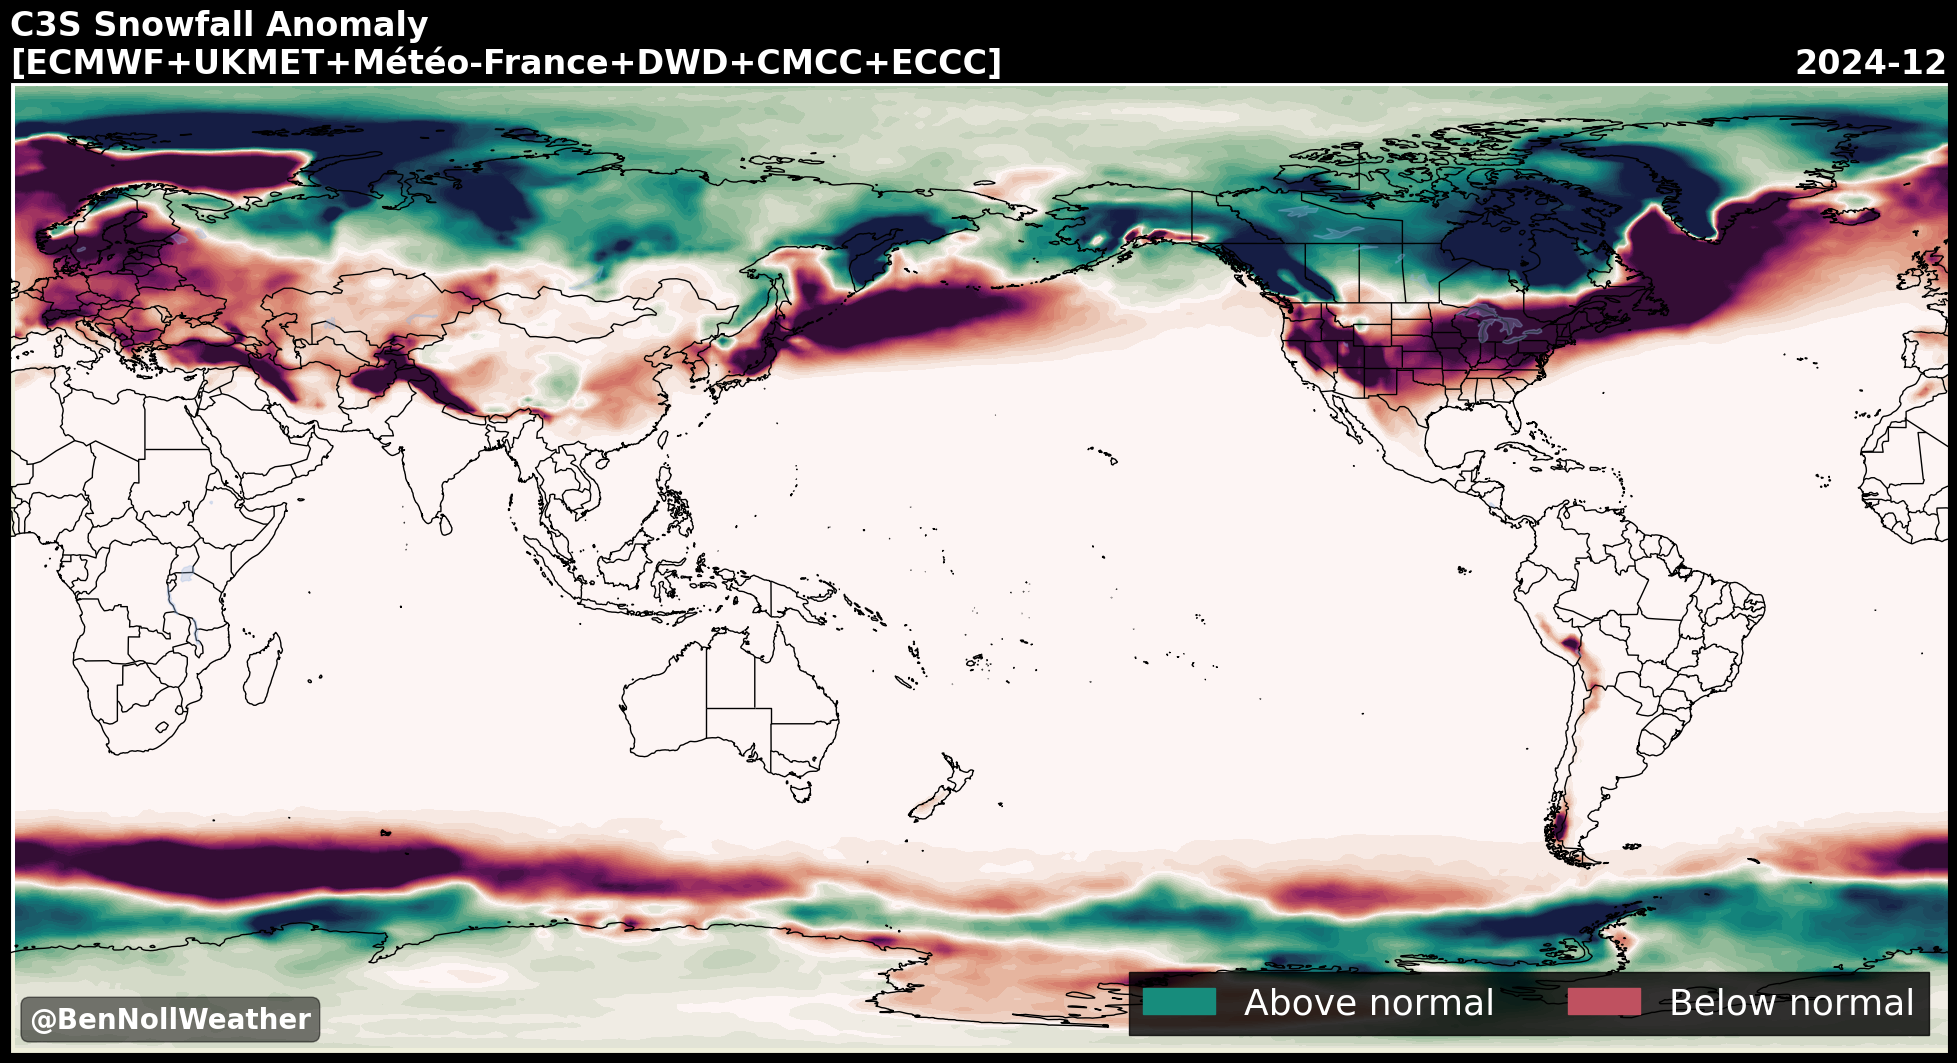 C3S Snowfall Anomaly
[ECMWF+UKMET+Météo-France+DWD+CMCC+ECCC]
2024-12
Above normal
Below normal
@BenNollWeather